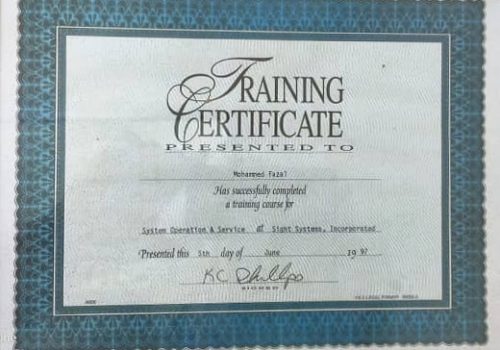 TRAINING
CERTIFICATE
PRESENTED TO
Mohammed Fazal
Has successfully completed
a training course for
System Operation & Service at Sight Systems, Incorporated
Presented this 5th day of June 19 97
KC Phillips
SIGNED